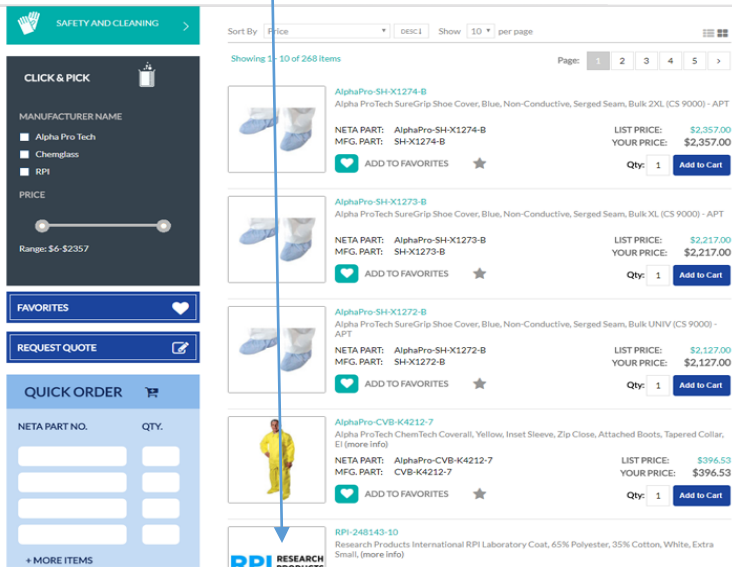 SAFETY AND CLEANING >
CLICK & PICK
MANUFACTURER NAME
Alpha Pro Tech
Chemglass
RPI
PRICE
Range: $6-$2357
FAVORITES
REQUEST QUOTE
QUICK ORDER
NETA PART NO. QTY.
+ MORE ITEMS
Sort By Price DESC↓ Show 10 per page
Showing 1 - 10 of 268 items Page: 1 2 3 4 5 >
AlphaPro-SH-X1274-B
Alpha ProTech SureGrip Shoe Cover, Blue, Non-Conductive, Serged Seam, Bulk 2XL (CS 9000) - APT
NETA PART: AlphaPro-SH-X1274-B LIST PRICE: $2,357.00
MFG. PART: SH-X1274-B YOUR PRICE: $2,357.00
ADD TO FAVORITES Qty: 1 Add to Cart
AlphaPro-SH-X1273-B
Alpha ProTech SureGrip Shoe Cover, Blue, Non-Conductive, Serged Seam, Bulk XL (CS 9000) - APT
NETA PART: AlphaPro-SH-X1273-B LIST PRICE: $2,217.00
MFG. PART: SH-X1273-B YOUR PRICE: $2,217.00
ADD TO FAVORITES Qty: 1 Add to Cart
AlphaPro-SH-X1272-B
Alpha ProTech SureGrip Shoe Cover, Blue, Non-Conductive, Serged Seam, Bulk UNIV (CS 9000) -
APT
NETA PART: AlphaPro-SH-X1272-B LIST PRICE: $2,127.00
MFG. PART: SH-X1272-B YOUR PRICE: $2,127.00
ADD TO FAVORITES Qty: 1 Add to Cart
AlphaPro-CVB-K4212-7
Alpha ProTech ChemTech Coverall, Yellow, Inset Sleeve, Zip Close, Attached Boots, Tapered Collar,
El (more info)
NETA PART: AlphaPro-CVB-K4212-7 LIST PRICE: $396.53
MFG. PART: CVB-K4212-7 YOUR PRICE: $396.53
ADD TO FAVORITES Qty: 1 Add to Cart
RPI-248143-10
Research Products International RPI Laboratory Coat, 65% Polyester, 35% Cotton, White, Extra
Small, (more info)
RPI RESEARCH
PRODUCTS